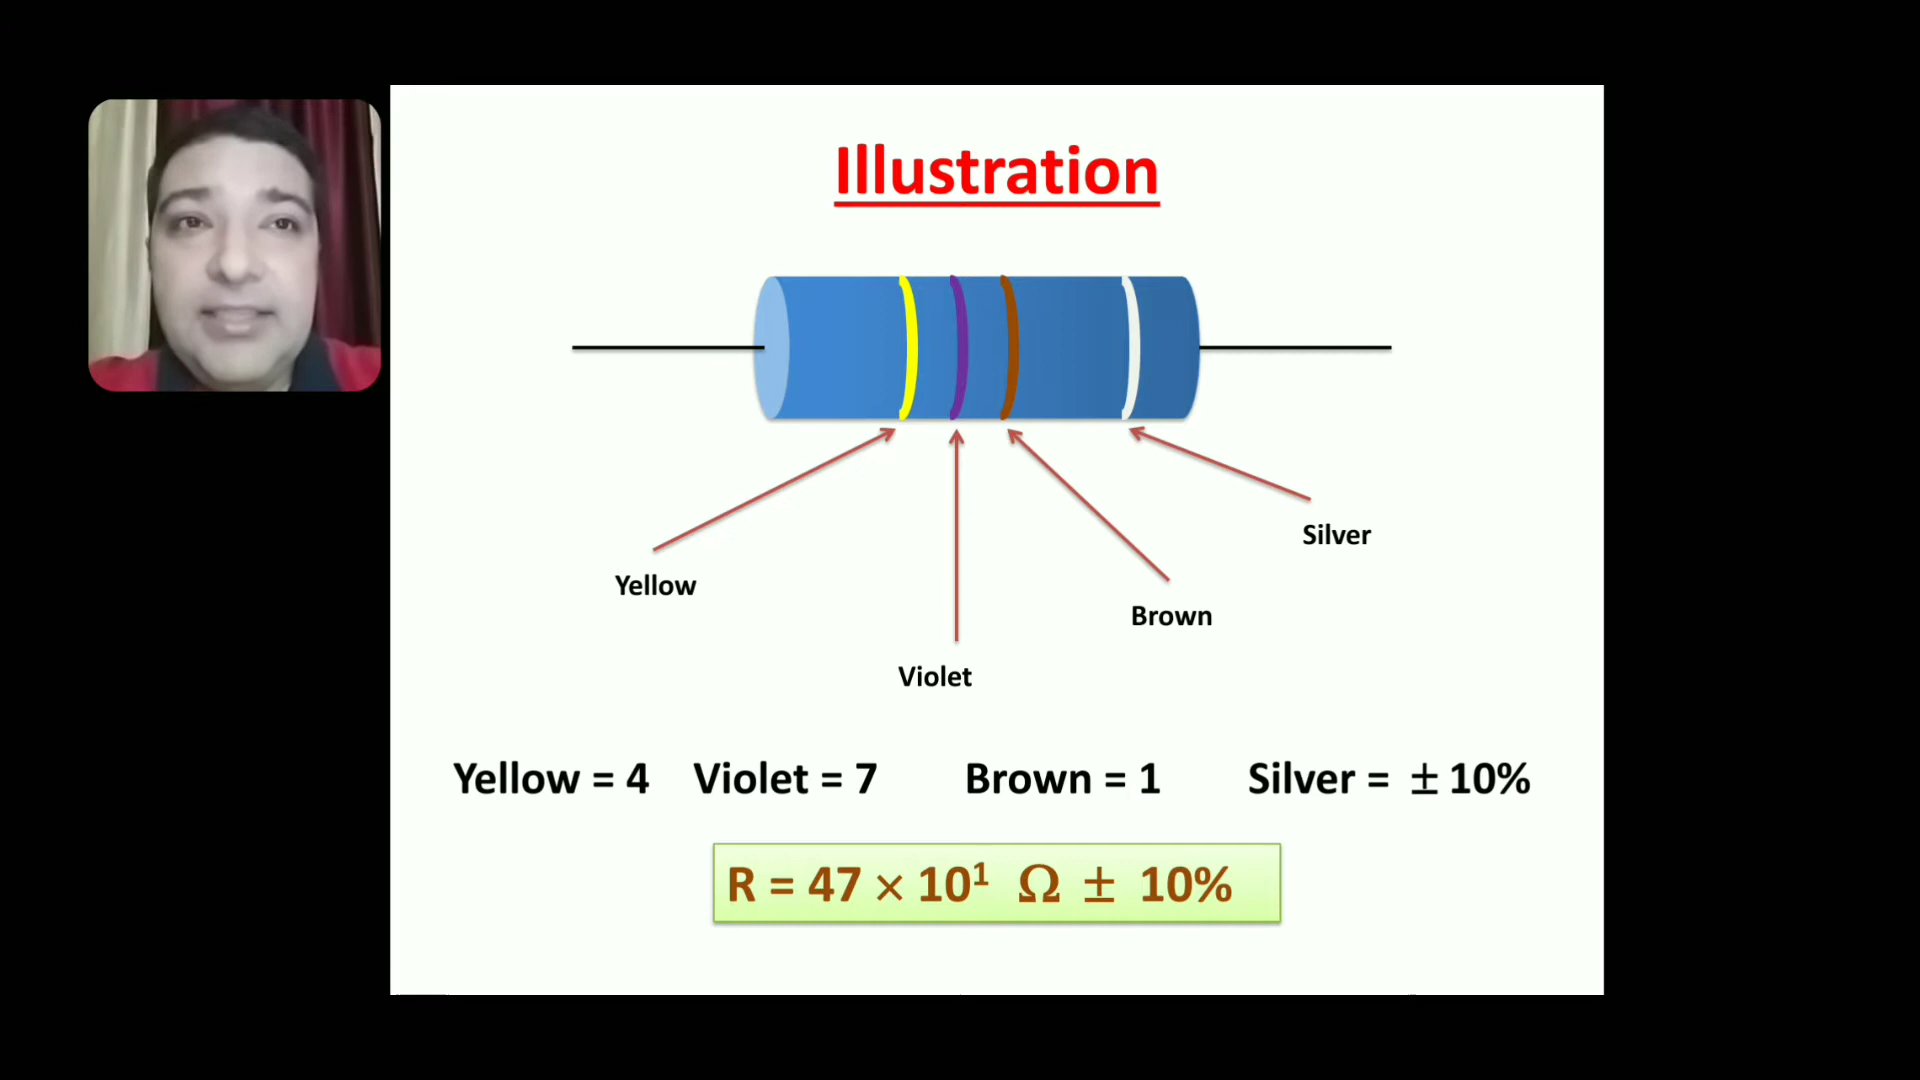 Illustration
Silver
Yellow
Brown
Violet
Yellow = 4 Violet = 7 Brown = 1 Silver = ± 10%
R = 47 × 10¹ Ω ± 10%